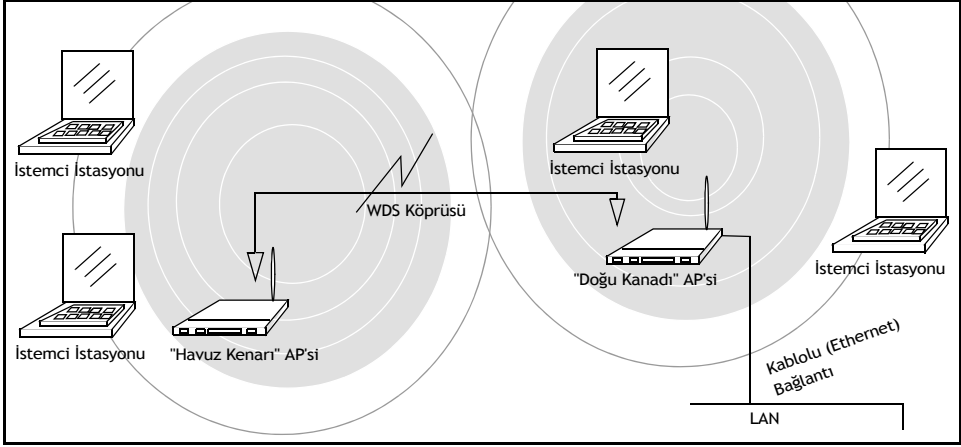 İstemci İstasyonu
İstemci İstasyonu
WDS Köprüsü
İstemci İstasyonu
"Doğu Kanadı" AP'si
İstemci İstasyonu
"Havuz Kenarı" AP'si
İstemci İstasyonu
Kablolu (Ethernet)
Bağlantı
LAN